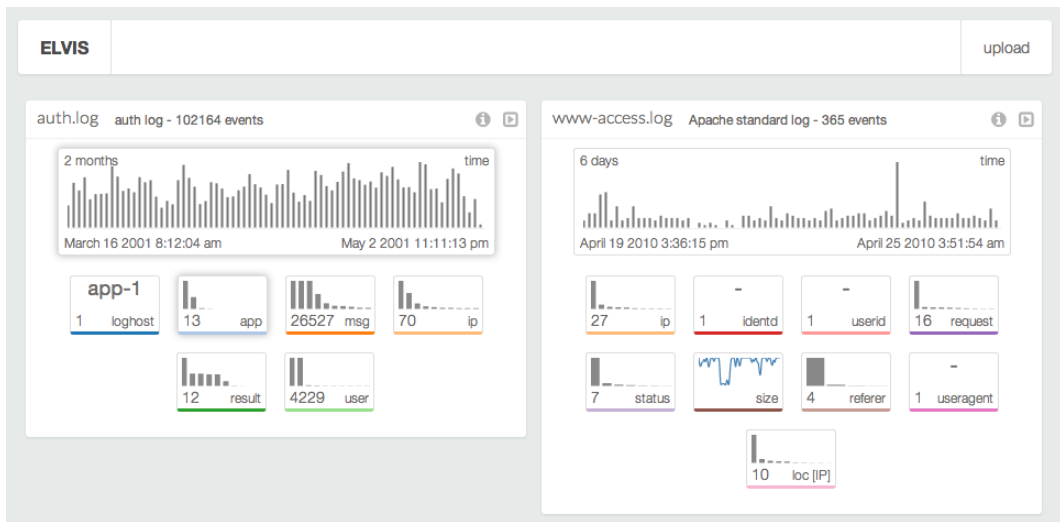 ELVIS
upload
auth.log auth log - 102164 events
2 months time
March 16 2001 8:12:04 am May 2 2001 11:11:13 pm
app-1
1 loghost
13 app
26527 msg
70 ip
12 result
4229 user
www-access.log Apache standard log - 365 events
6 days time
April 19 2010 3:36:15 pm April 25 2010 3:51:54 am
27 ip
-
1 identd
-
1 userid
16 request
7 status
size
4 referer
-
1 useragent
10 loc [IP]